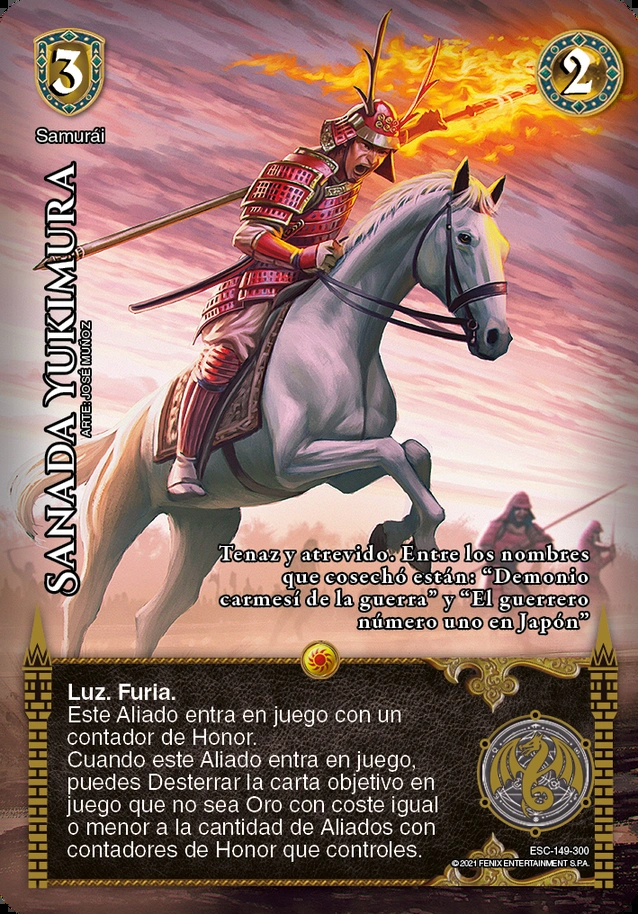 3
2
Samurái
SANADA YUKIMURA
ARTE: JOSÉ MUÑOZ
Tenaz y atrevido. Entre los nombres
que cosechó están: “Demonio
carmesí de la guerra” y “El guerrero
número uno en Japón”
Luz. Furia.
Este Aliado entra en juego con un
contador de Honor.
Cuando este Aliado entra en juego,
puedes Desterrar la carta objetivo en
juego que no sea Oro con coste igual
o menor a la cantidad de Aliados con
contadores de Honor que controles.
ESC-149-300
© 2021 FENIX ENTERTAINMENT S.P.A.